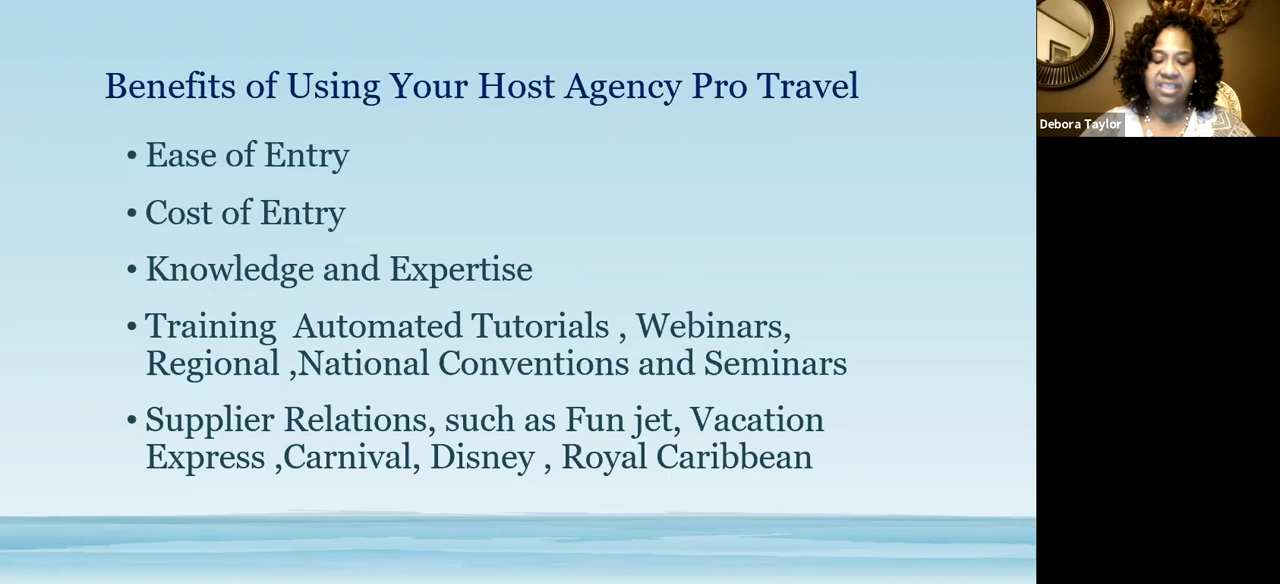 Benefits of Using Your Host Agency Pro Travel
• Ease of Entry
• Cost of Entry
• Knowledge and Expertise
• Training  Automated Tutorials , Webinars,
Regional ,National Conventions and Seminars
• Supplier Relations, such as Fun jet, Vacation
Express ,Carnival, Disney , Royal Caribbean
Debora Taylor